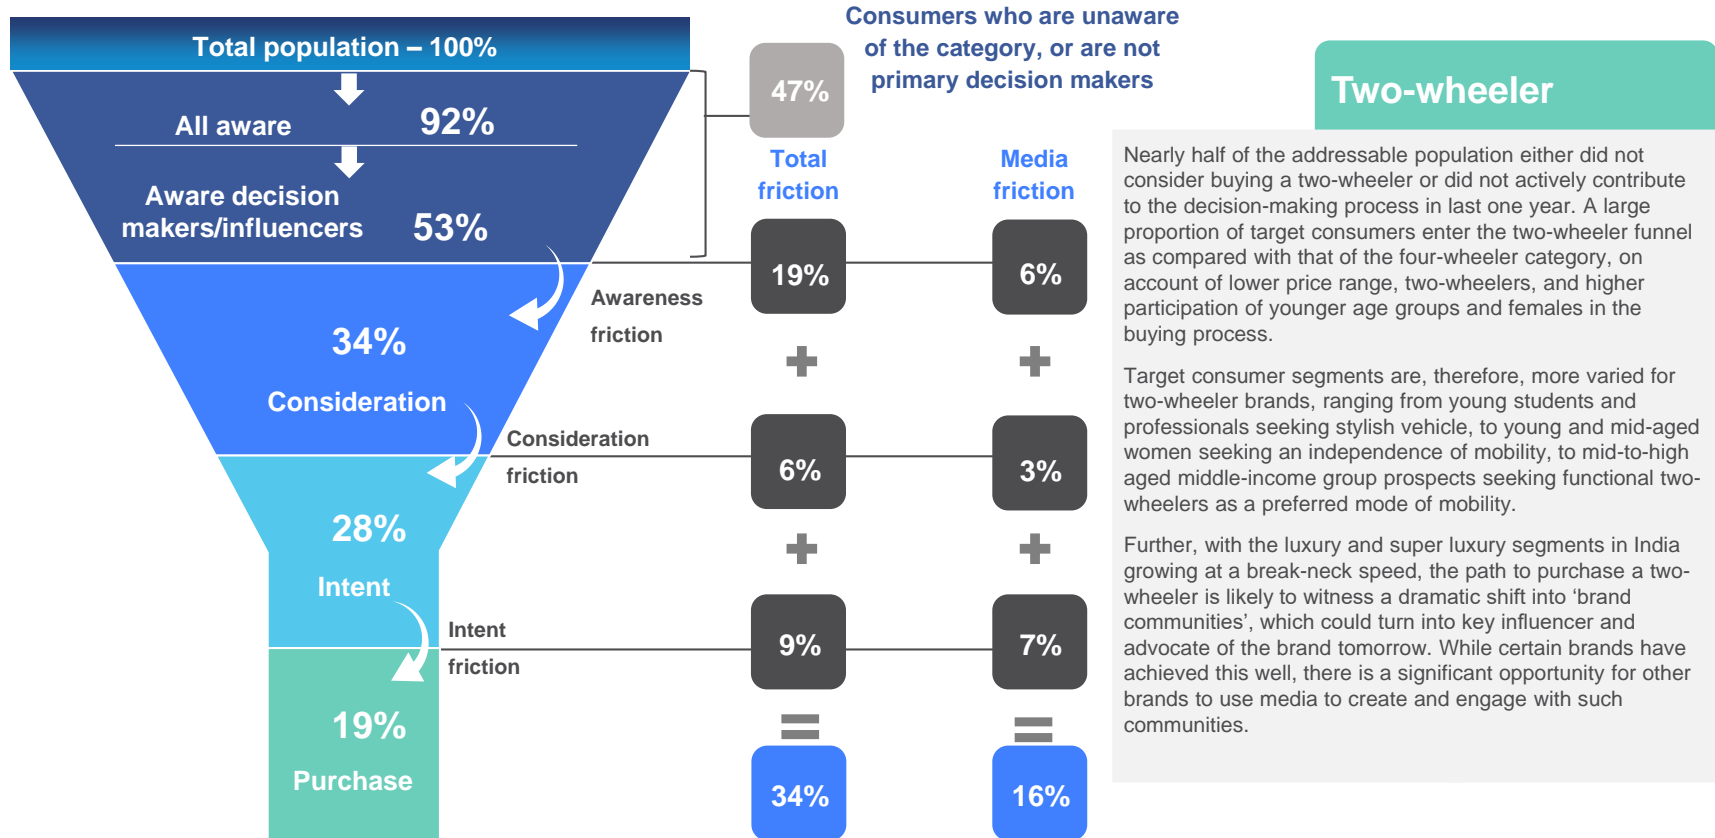 Total population – 100%
All aware 92%
Aware decision
makers/influencers 53%
34%
Consideration
28%
Intent
19%
Purchase
Awareness
friction
Consideration
friction
Intent
friction
Consumers who are unaware
of the category, or are not
primary decision makers
47%
Total
friction
Media
friction
19% 6%
+ +
6% 3%
+ +
9% 7%
= =
34% 16%
Two-wheeler
Nearly half of the addressable population either did not
consider buying a two-wheeler or did not actively contribute
to the decision-making process in last one year. A large
proportion of target consumers enter the two-wheeler funnel
as compared with that of the four-wheeler category, on
account of lower price range, two-wheelers, and higher
participation of younger age groups and females in the
buying process.
Target consumer segments are, therefore, more varied for
two-wheeler brands, ranging from young students and
professionals seeking stylish vehicle, to young and mid-aged
women seeking an independence of mobility, to mid-to-high
aged middle-income group prospects seeking functional two-
wheelers as a preferred mode of mobility.
Further, with the luxury and super luxury segments in India
growing at a break-neck speed, the path to purchase a two-
wheeler is likely to witness a dramatic shift into ‘brand
communities’, which could turn into key influencer and
advocate of the brand tomorrow. While certain brands have
achieved this well, there is a significant opportunity for other
brands to use media to create and engage with such
communities.